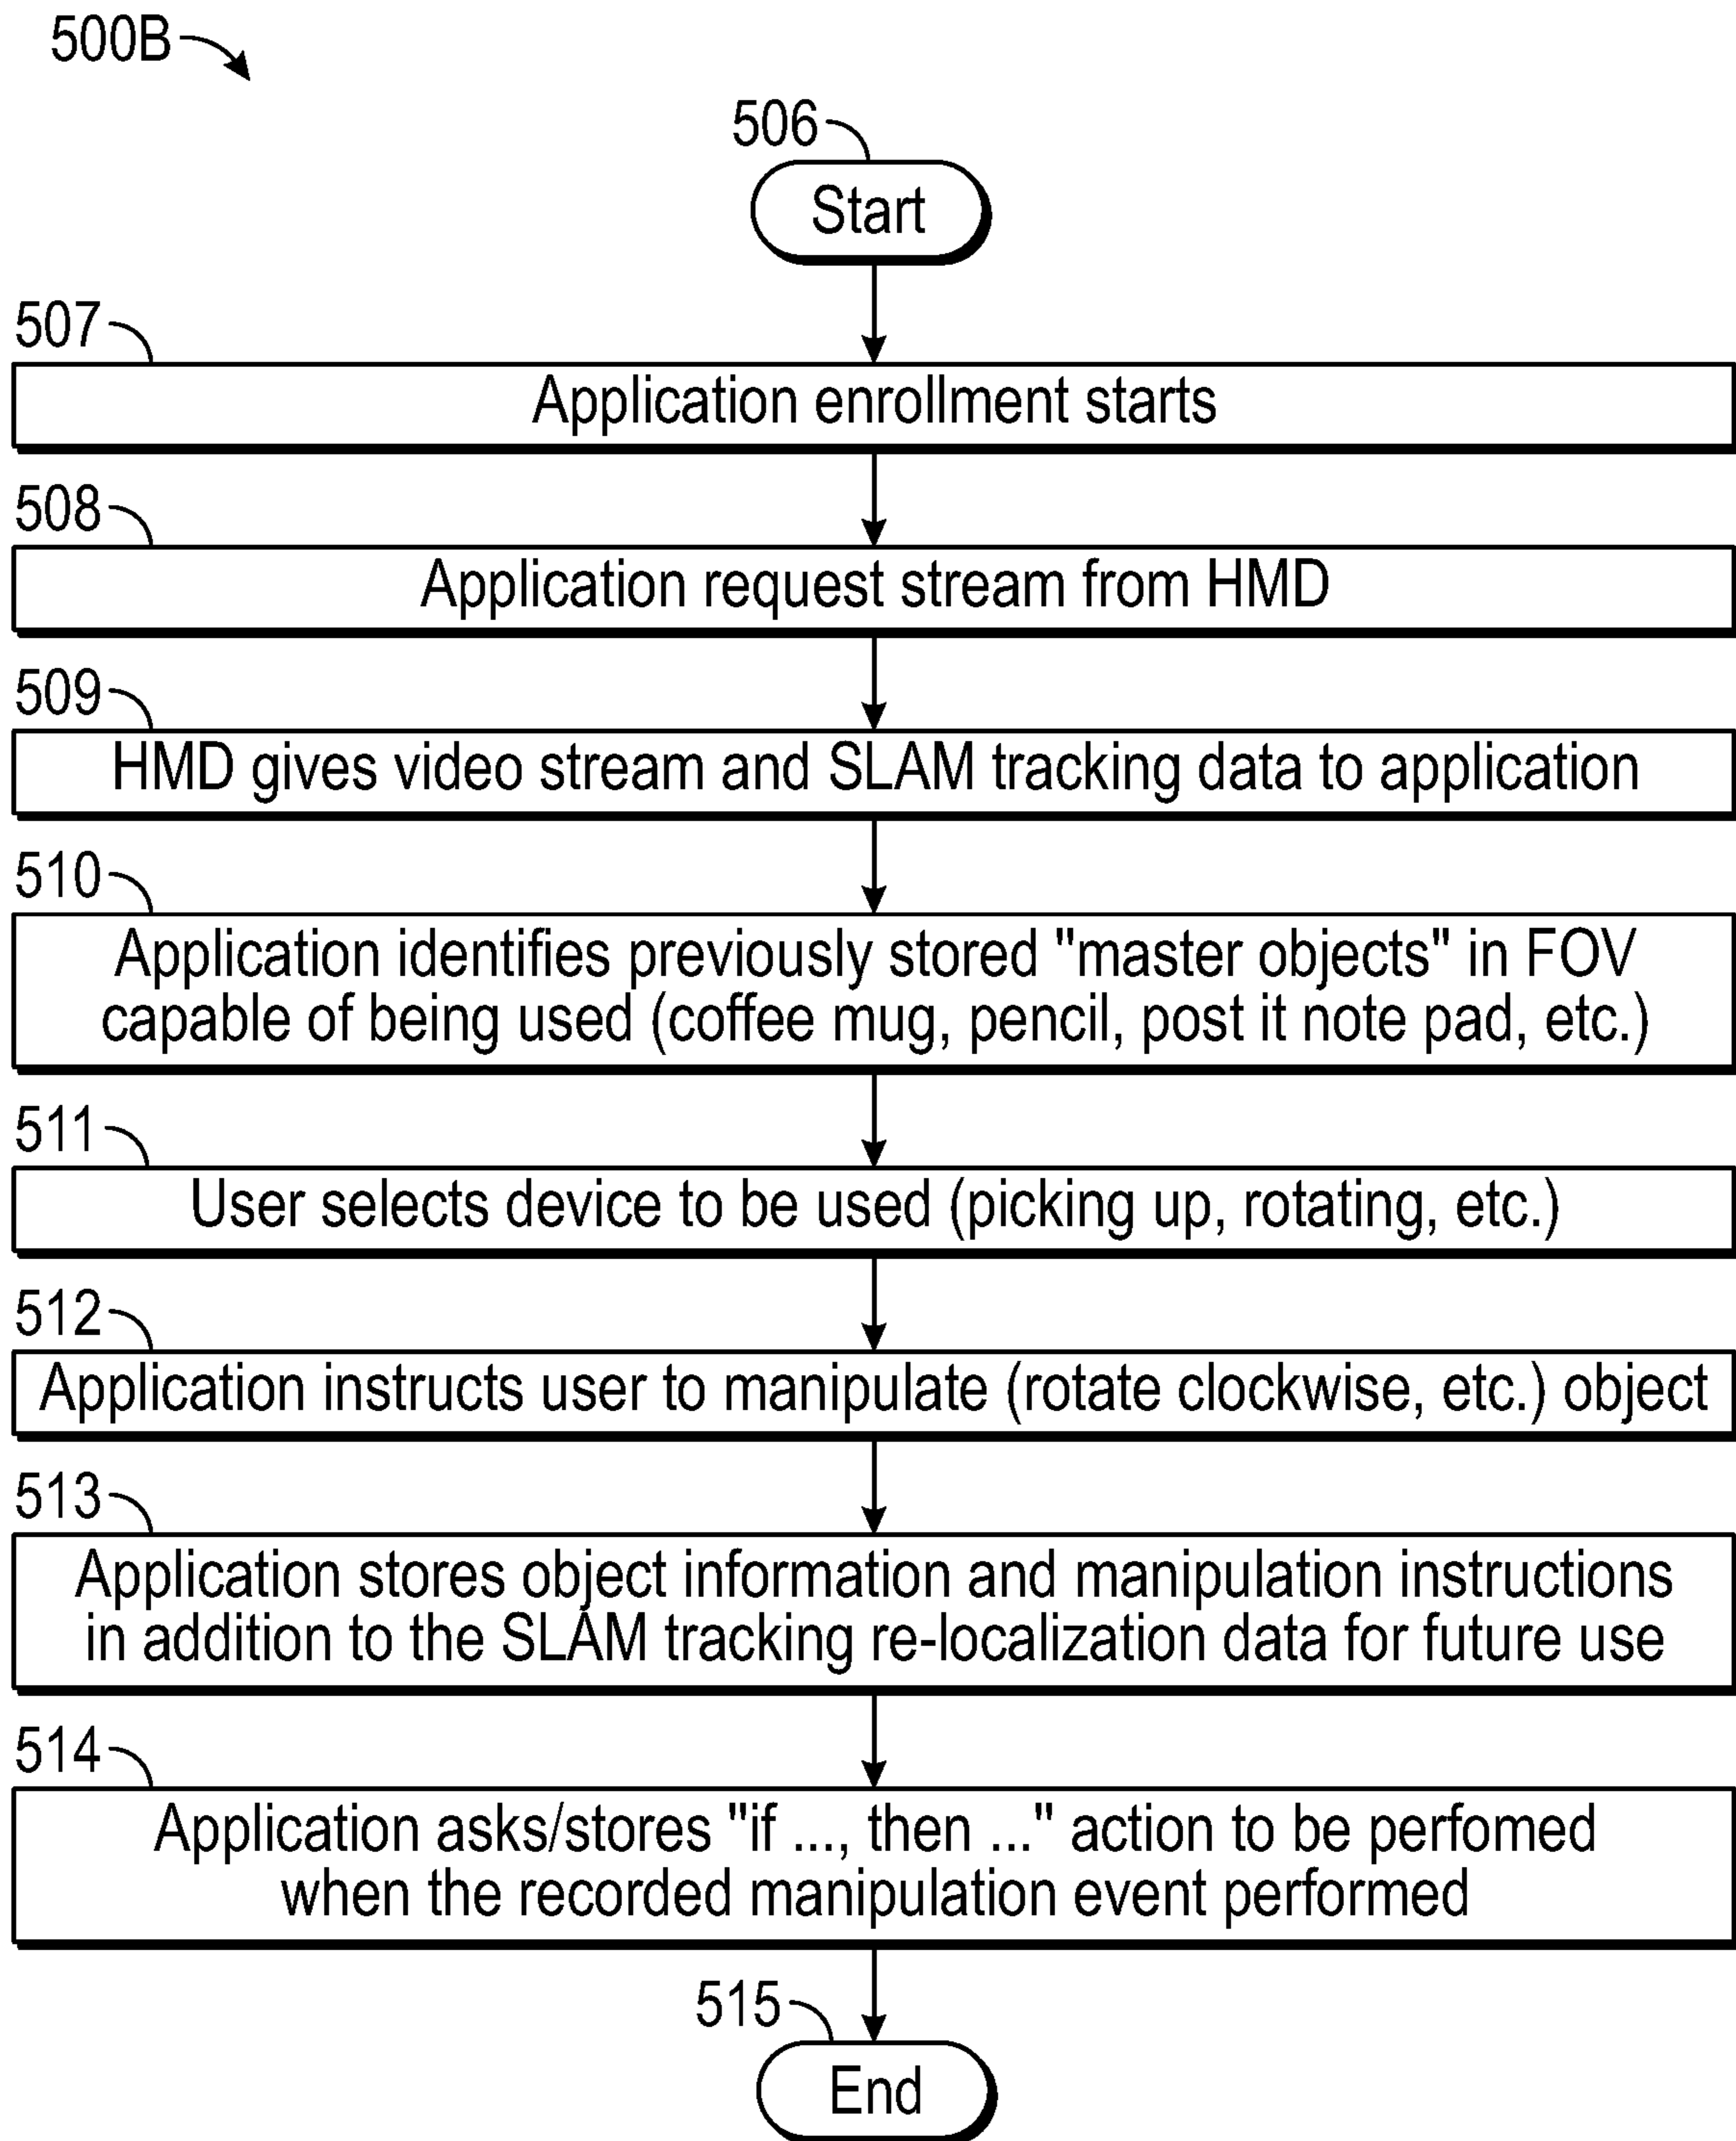 500B
506
Start
507
Application enrollment starts
508
Application request stream from HMD
509
HMD gives video stream and SLAM tracking data to application
510
Application identifies previously stored "master objects" in FOV
capable of being used (coffee mug, pencil, post it note pad, etc.)
511
User selects device to be used (picking up, rotating, etc.)
512
Application instructs user to manipulate (rotate clockwise, etc.) object
513
Application stores object information and manipulation instructions
in addition to the SLAM tracking re-localization data for future use
514
Application asks/stores "if ..., then ..." action to be perfomed
when the recorded manipulation event performed
515
End